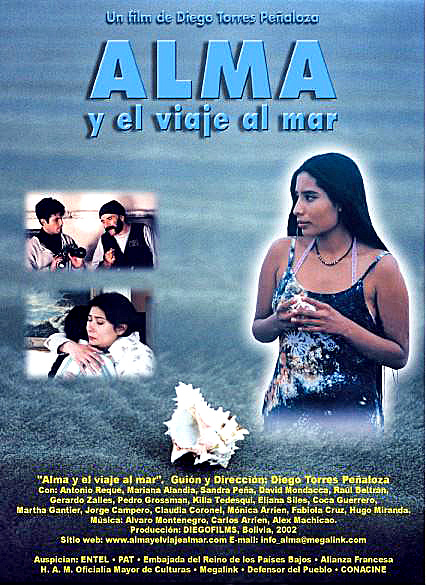 Un film de Diego Torres Peñaloza
ALMA
y el viaje al mar
"Alma y el viaje al mar". Guión y Dirección: Diego Torres Peñaloza
Con: Antonio Reque, Mariana Alandia, Sandra Peña, David Mondacca, Raúl Beltrán,
Gerardo Zalles, Pedro Grossman, Killa Tedesqui, Eliana Siles, Coca Guerrero,
Martha Gantier, Jorge Campero, Claudia Coronel, Mónica Arrien, Fabiola Cruz, Hugo Miranda.
Música: Alvaro Montenegro, Carlos Arrien, Alex Machicao.
Producción: DIEGOFILMS, Bolivia, 2002
Sitio web: www.almayelviajealmar.com E-mail: info_alma@megalink.com
Auspician: ENTEL • PAT • Embajada del Reino de los Países Bajos • Alianza Francesa
H. A. M. Oficialía Mayor de Culturas • Megalink • Defensor del Pueblo • CONACINE